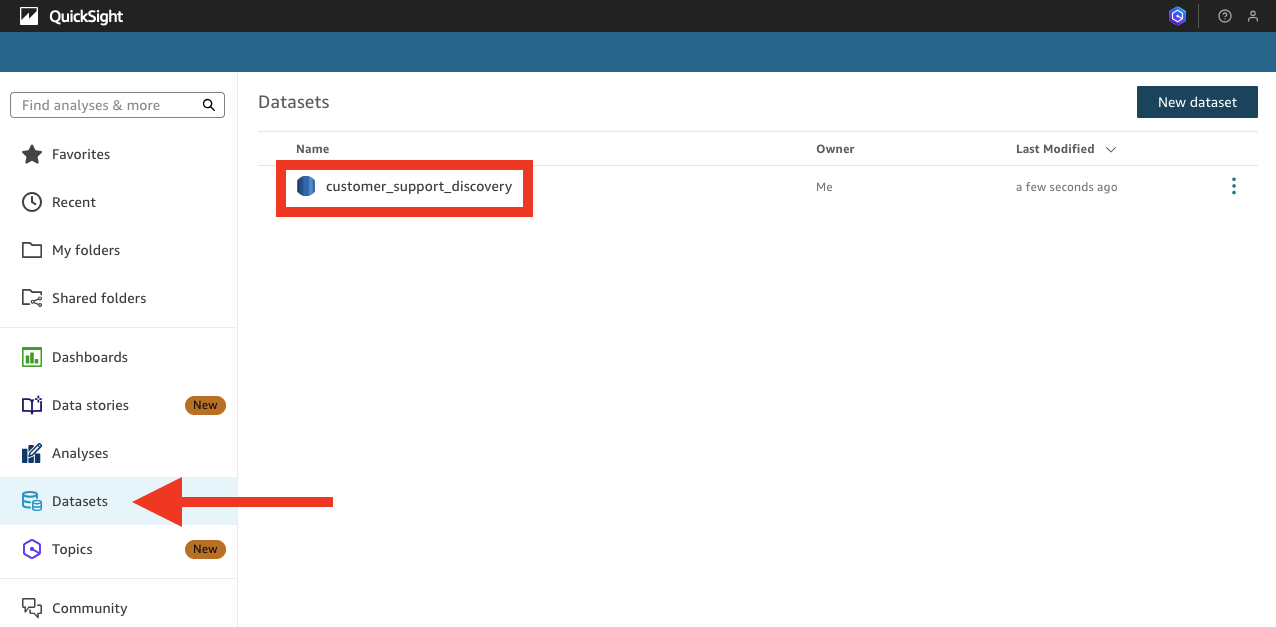 QuickSight
Find analyses & more
Favorites
Recent
My folders
Shared folders
Dashboards
Data stories New
Analyses
Datasets
Topics New
Community
Datasets
New dataset
Name Owner Last Modified
customer_support_discovery Me a few seconds ago